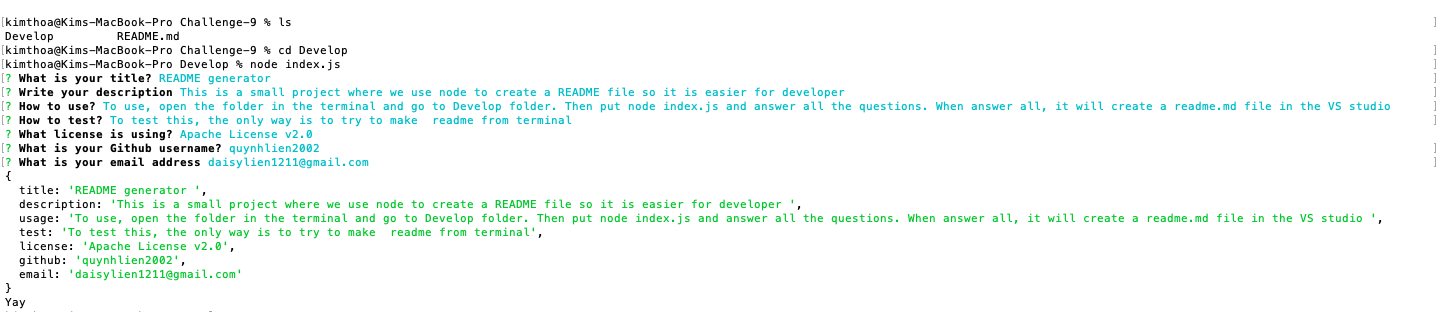 [kimthoa@Kims-MacBook-Pro Challenge-9 % ls ]
Develop README.md
[kimthoa@Kims-MacBook-Pro Challenge-9 % cd Develop ]
[kimthoa@Kims-MacBook-Pro Develop % node index.js ]
[? What is your title? README generator ]
[? Write your description This is a small project where we use node to create a README file so it is easier for developer ]
[? How to use? To use, open the folder in the terminal and go to Develop folder. Then put node index.js and answer all the questions. When answer all, it will create a readme.md file in the VS studio ]
[? How to test? To test this, the only way is to try to make  readme from terminal ]
? What license is using? Apache License v2.0
[? What is your Github username? quynhlien2002 ]
[? What is your email address daisylien1211@gmail.com ]
{
  title: 'README generator ',
  description: 'This is a small project where we use node to create a README file so it is easier for developer ',
  usage: 'To use, open the folder in the terminal and go to Develop folder. Then put node index.js and answer all the questions. When answer all, it will create a readme.md file in the VS studio ',
  test: 'To test this, the only way is to try to make  readme from terminal',
  license: 'Apache License v2.0',
  github: 'quynhlien2002',
  email: 'daisylien1211@gmail.com'
}
Yay